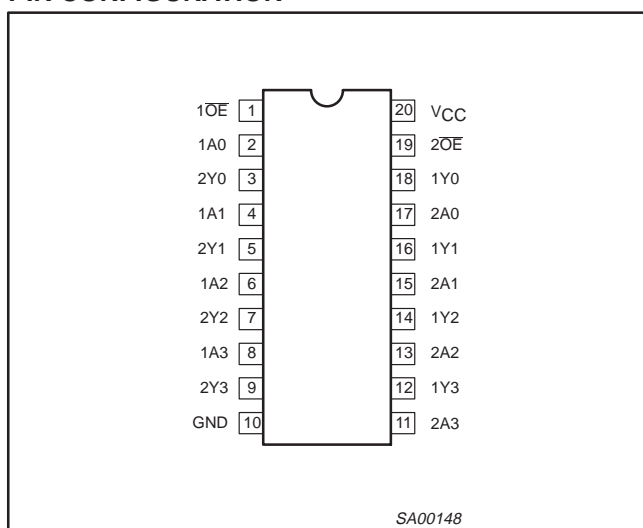 1O̅E̅ 1 20 VCC
1A0 2 19 2O̅E̅
2Y0 3 18 1Y0
1A1 4 17 2A0
2Y1 5 16 1Y1
1A2 6 15 2A1
2Y2 7 14 1Y2
1A3 8 13 2A2
2Y3 9 12 1Y3
GND 10 11 2A3
SA00148